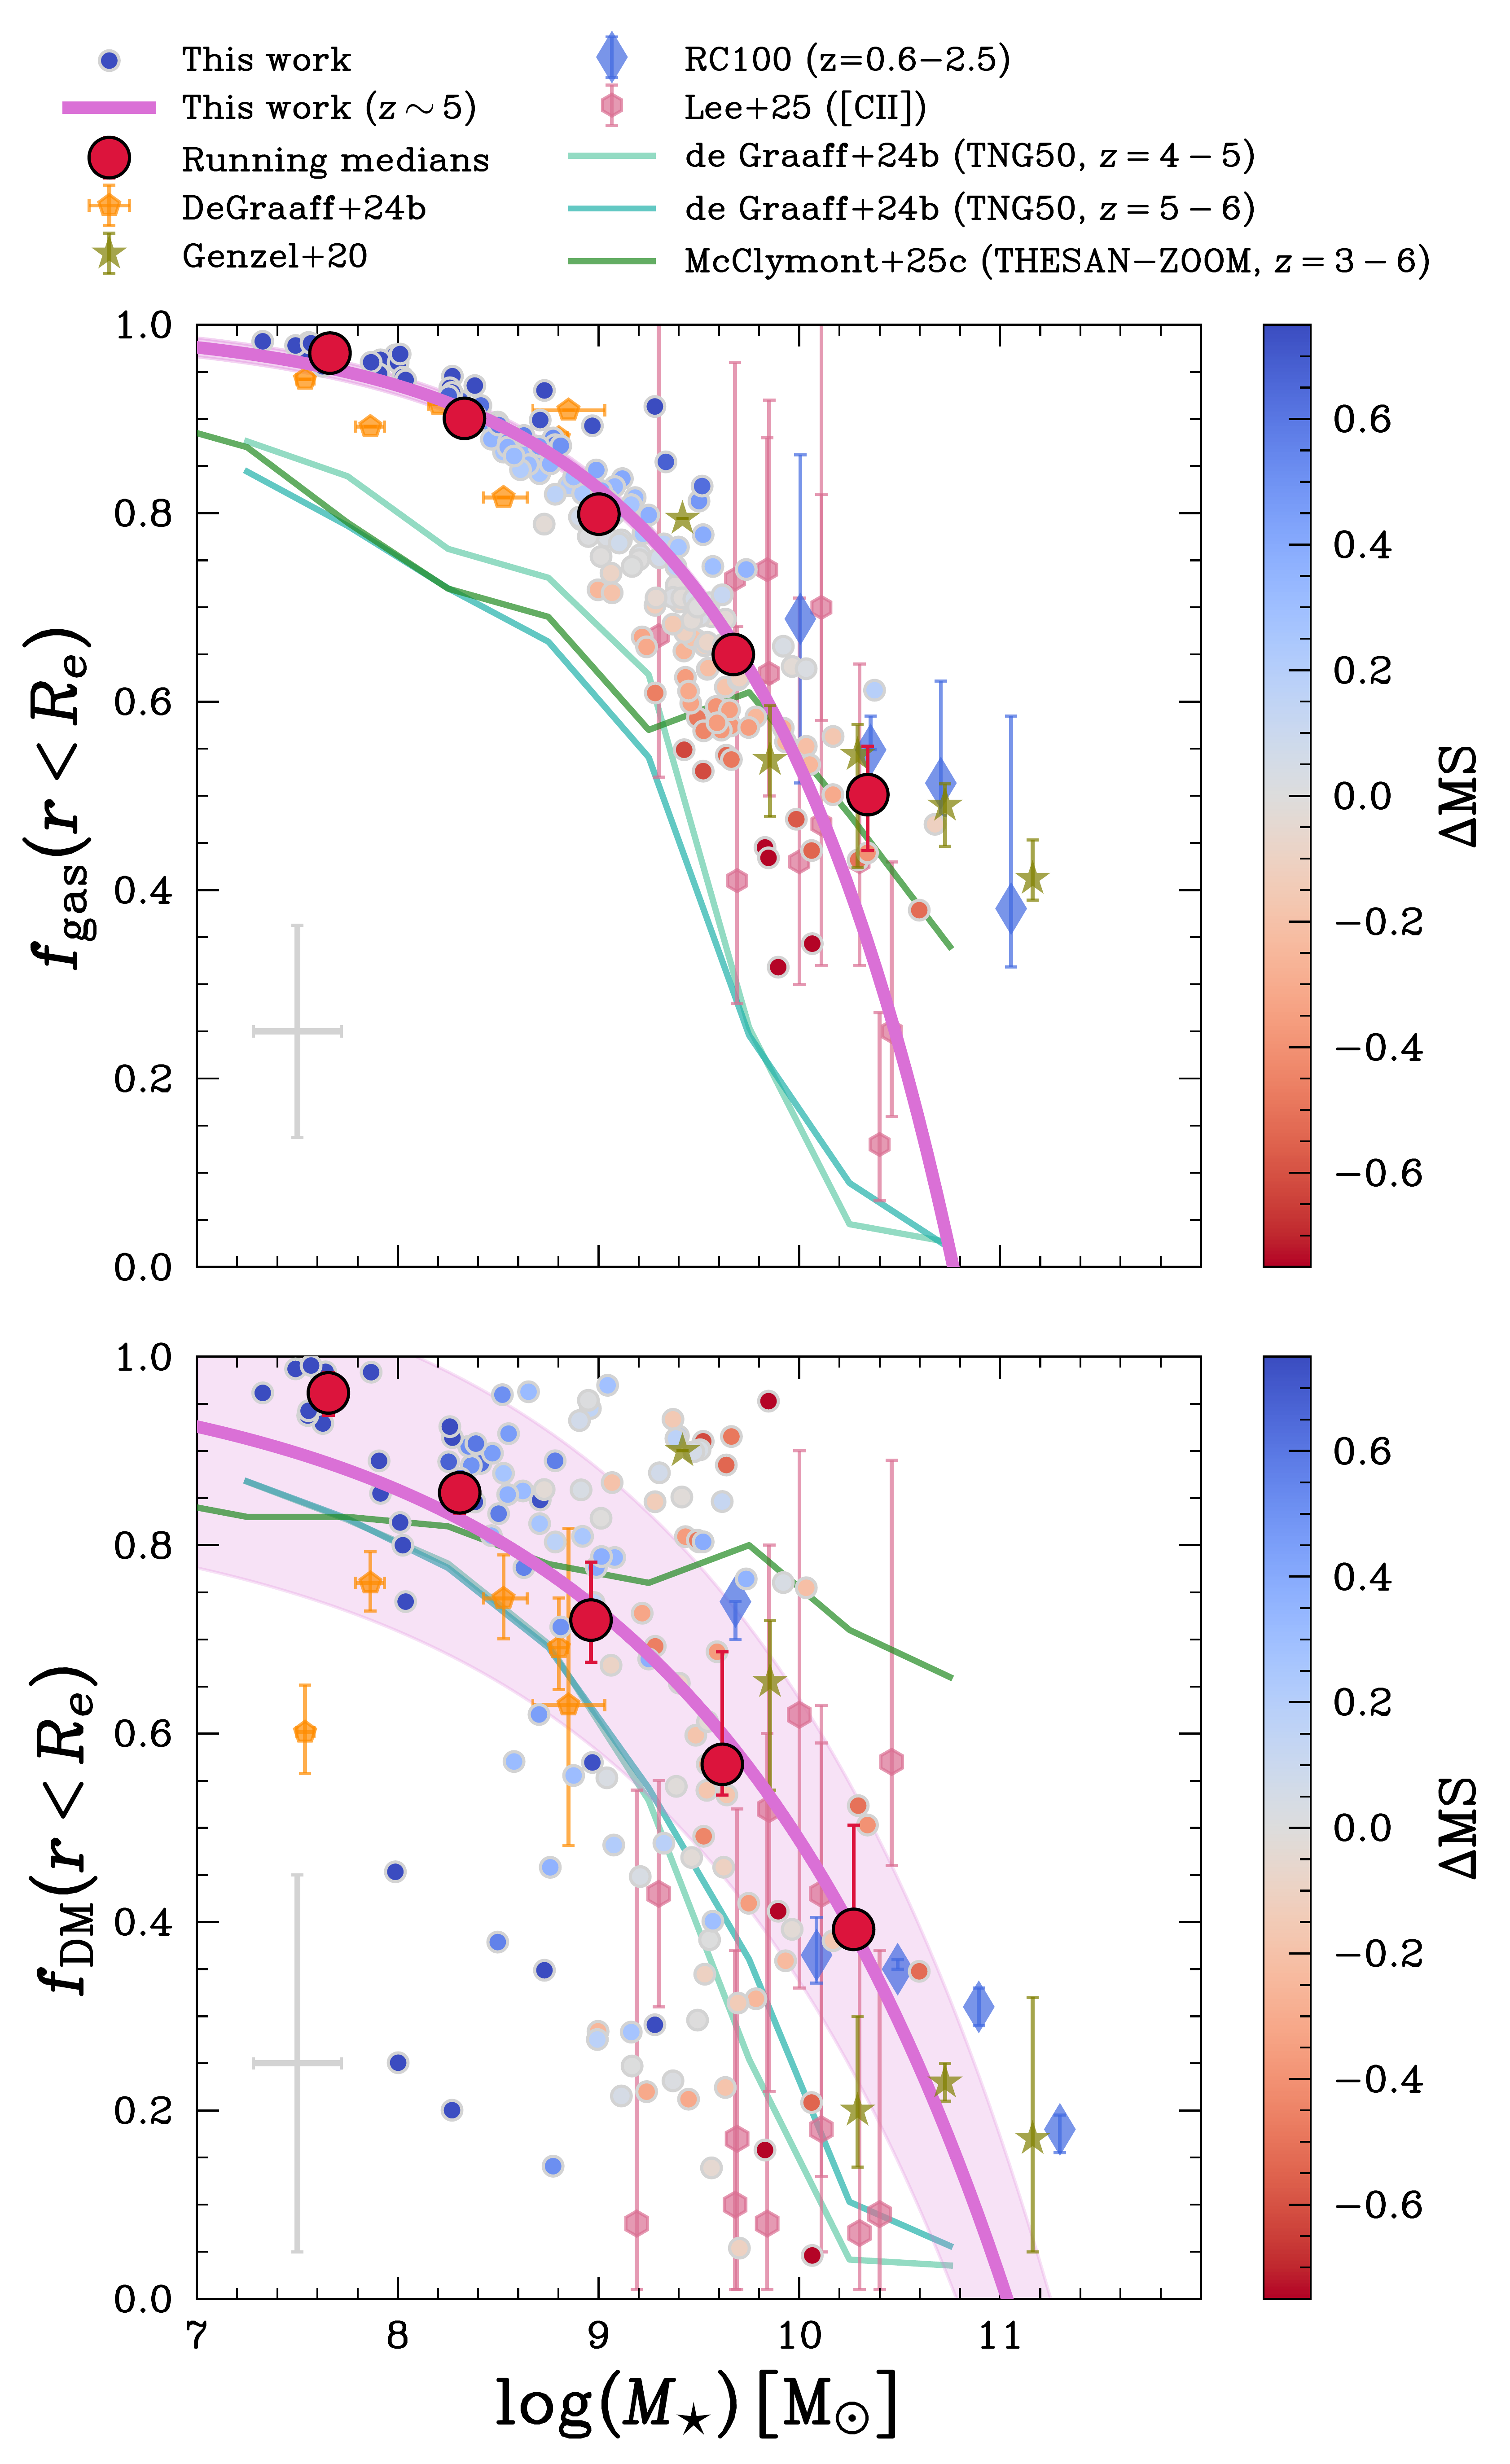 This work
This work (z ~ 5)
Running medians
DeGraaff+24b
Genzel+20
RC100 (z=0.6−2.5)
Lee+25 ([CII])
de Graaff+24b (TNG50, z = 4 − 5)
de Graaff+24b (TNG50, z = 5 − 6)
McClymont+25c (THESAN−ZOOM, z = 3 − 6)
f_gas(r < R_e)
1.0
0.8
0.6
0.4
0.2
0.0
0.6
0.4
0.2
0.0
−0.2
−0.4
−0.6
ΔMS
f_DM(r < R_e)
1.0
0.8
0.6
0.4
0.2
0.0
7 8 9 10 11
log(M★) [M⊙]
0.6
0.4
0.2
0.0
−0.2
−0.4
−0.6
ΔMS